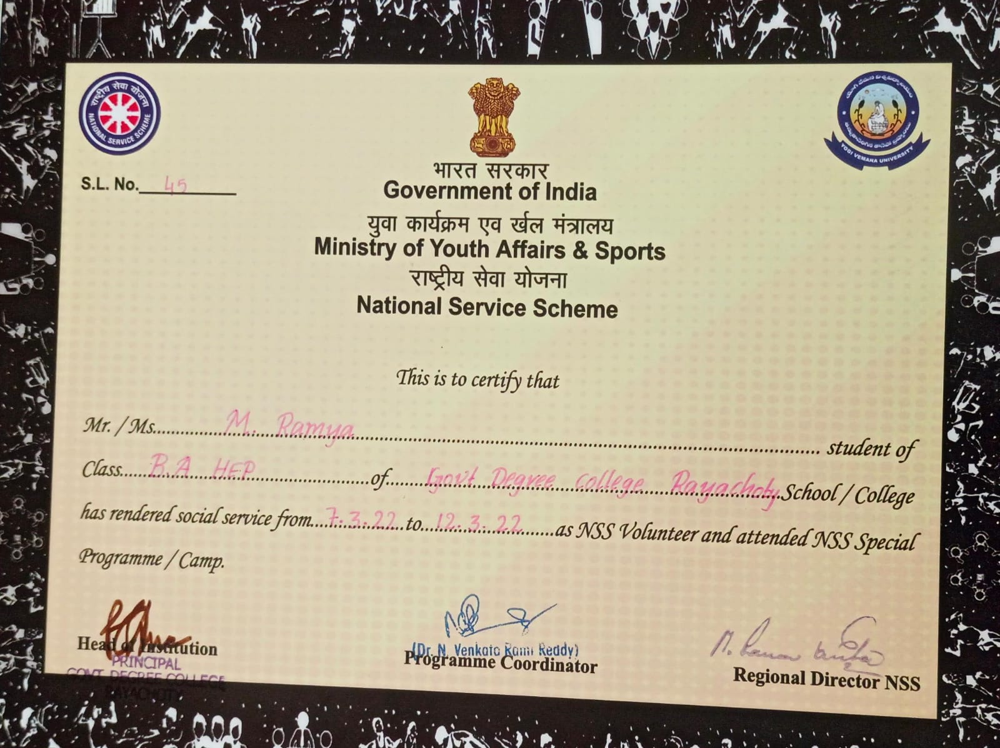 राष्ट्रीय सेवा योजना
NATIONAL SERVICE SCHEME
YOGI VEMANA UNIVERSITY
S.L. No. 45
भारत सरकार
Government of India
युवा कार्यक्रम एव र्खल मंत्रालय
Ministry of Youth Affairs & Sports
राष्ट्रीय सेवा योजना
National Service Scheme
This is to certify that
Mr. / Ms. M. Ramya student of
Class B.A HEP of Govt Degree College Rayachoty School / College
has rendered social service from 7.3.22 to 12.3.22 as NSS Volunteer and attended NSS Special
Programme / Camp.
Head of Institution
PRINCIPAL
GOVT DEGREE COLLEGE
RAYACHOTY
(Dr. N. Venkata Rami Reddy)
Programme Coordinator
Regional Director NSS